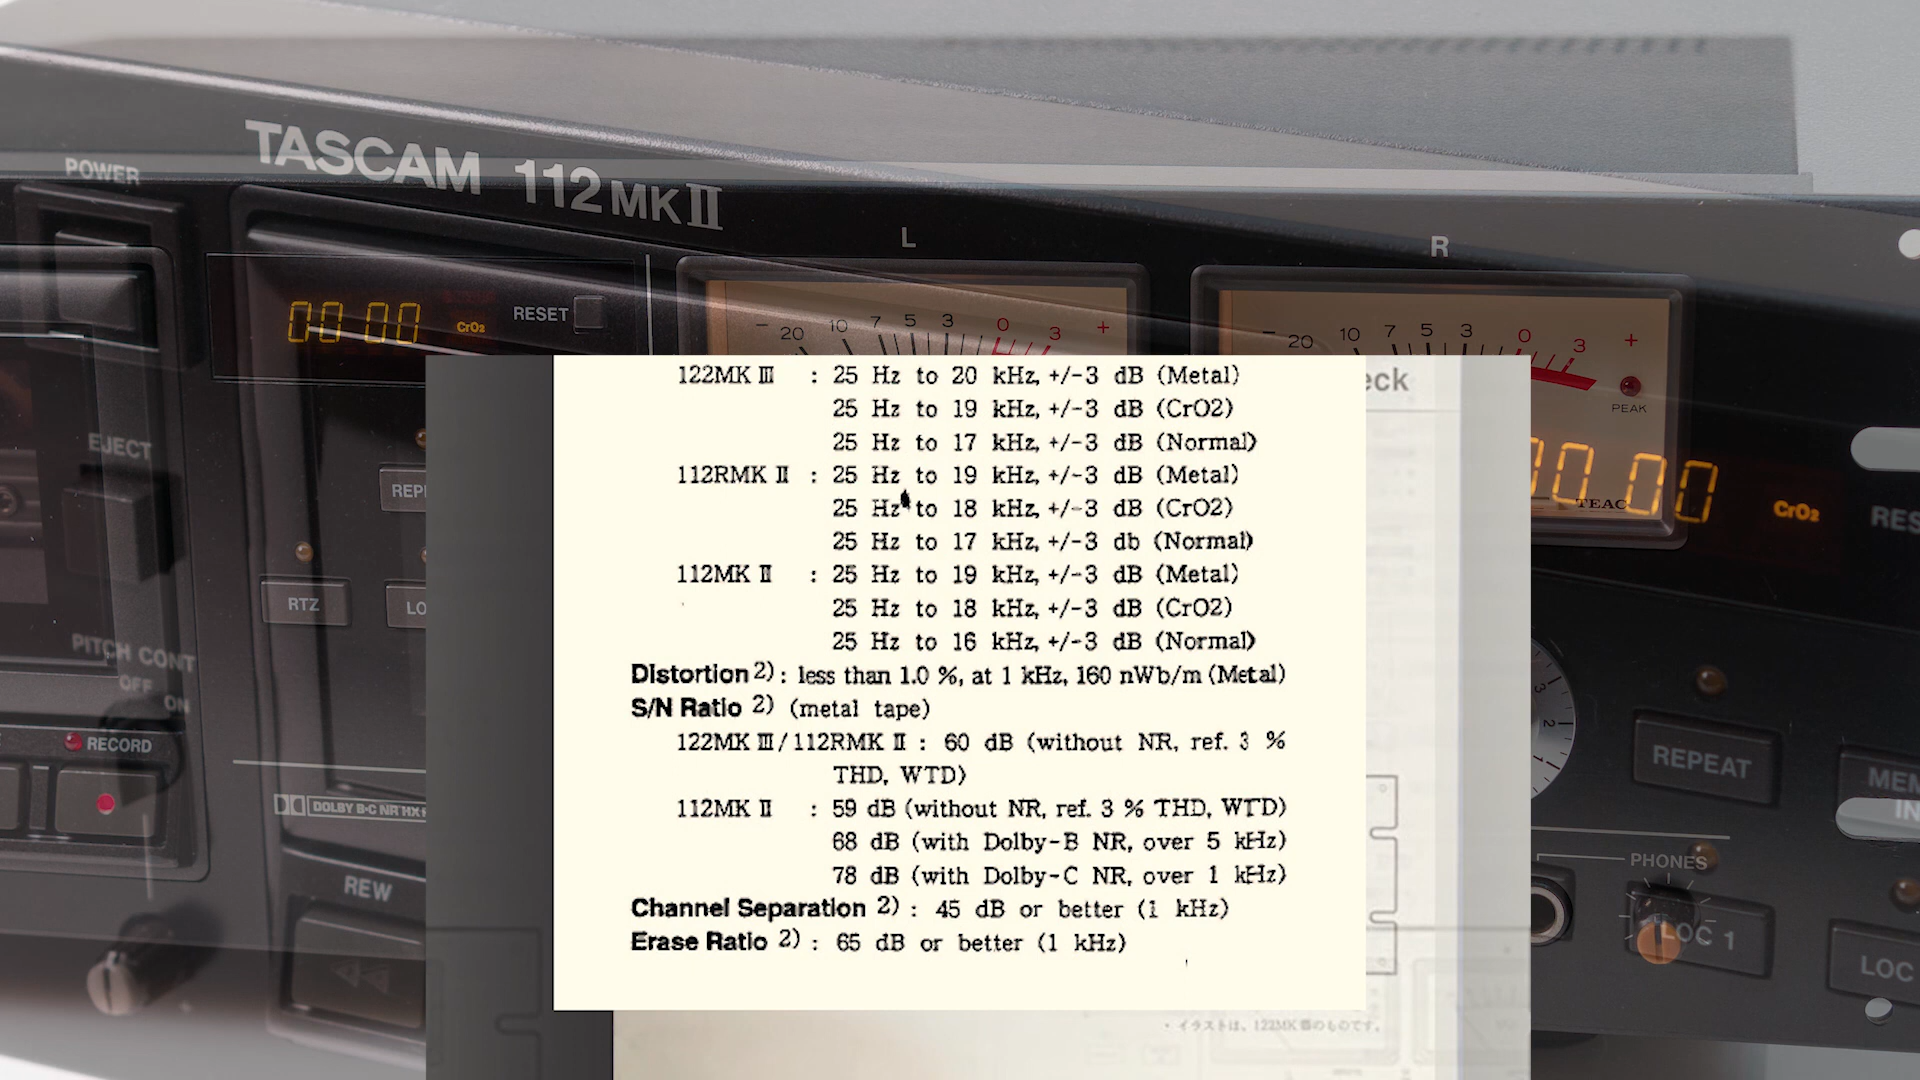 TASCAM 112MKII
POWER
L
R
00 00
CrO2
RESET
– 20 10 7 5 3 0 3 +
– 20 10 7 5 3 0 3 +
PEAK
TEAC
00.00
CrO2
EJECT
RTZ
PITCH CONT
OFF
ON
RECORD
DOLBY B·C NR HX
REW
REPEAT
PHONES
LOC 1
LOC
122MK III : 25 Hz to 20 kHz, +/-3 dB (Metal)
25 Hz to 19 kHz, +/-3 dB (CrO2)
25 Hz to 17 kHz, +/-3 dB (Normal)
112RMK II : 25 Hz to 19 kHz, +/-3 dB (Metal)
25 Hz to 18 kHz, +/-3 dB (CrO2)
25 Hz to 17 kHz, +/-3 db (Normal)
112MK II : 25 Hz to 19 kHz, +/-3 dB (Metal)
25 Hz to 18 kHz, +/-3 dB (CrO2)
25 Hz to 16 kHz, +/-3 dB (Normal)
Distortion 2) : less than 1.0 %, at 1 kHz, 160 nWb/m (Metal)
S/N Ratio 2) (metal tape)
122MK III/112RMK II : 60 dB (without NR, ref. 3 %
THD, WTD)
112MK II : 59 dB (without NR, ref. 3 % THD, WTD)
68 dB (with Dolby-B NR, over 5 kHz)
78 dB (with Dolby-C NR, over 1 kHz)
Channel Separation 2) : 45 dB or better (1 kHz)
Erase Ratio 2) : 65 dB or better (1 kHz)